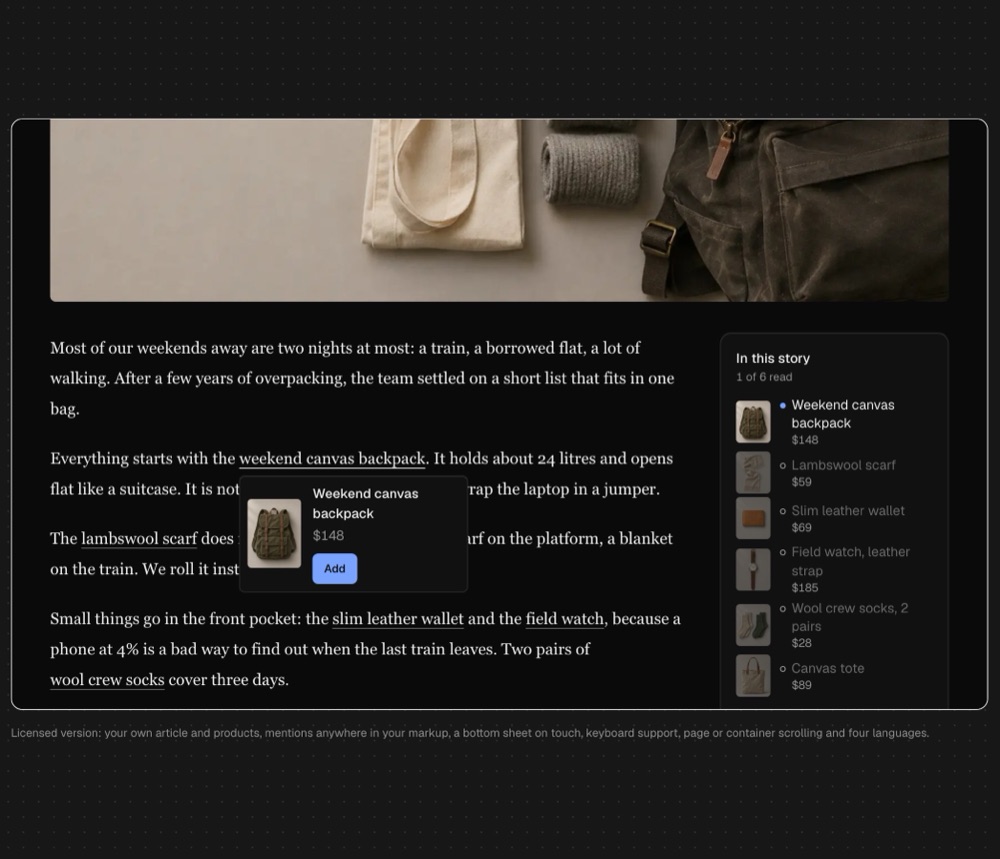 Most of our weekends away are two nights at most: a train, a borrowed flat, a lot of
walking. After a few years of overpacking, the team settled on a short list that fits in one
bag.
Everything starts with the weekend canvas backpack. It holds about 24 litres and opens
flat like a suitcase. It is not
rap the laptop in a jumper.
Weekend canvas
backpack
$148
Add
The lambswool scarf does
arf on the platform, a blanket
on the train. We roll it inst
Small things go in the front pocket: the slim leather wallet and the field watch, because a
phone at 4% is a bad way to find out when the last train leaves. Two pairs of
wool crew socks cover three days.
In this story
1 of 6 read
Weekend canvas
backpack
$148
Lambswool scarf
$59
Slim leather wallet
$69
Field watch, leather
strap
$185
Wool crew socks, 2
pairs
$28
Canvas tote
$89
Licensed version: your own article and products, mentions anywhere in your markup, a bottom sheet on touch, keyboard support, page or container scrolling and four languages.